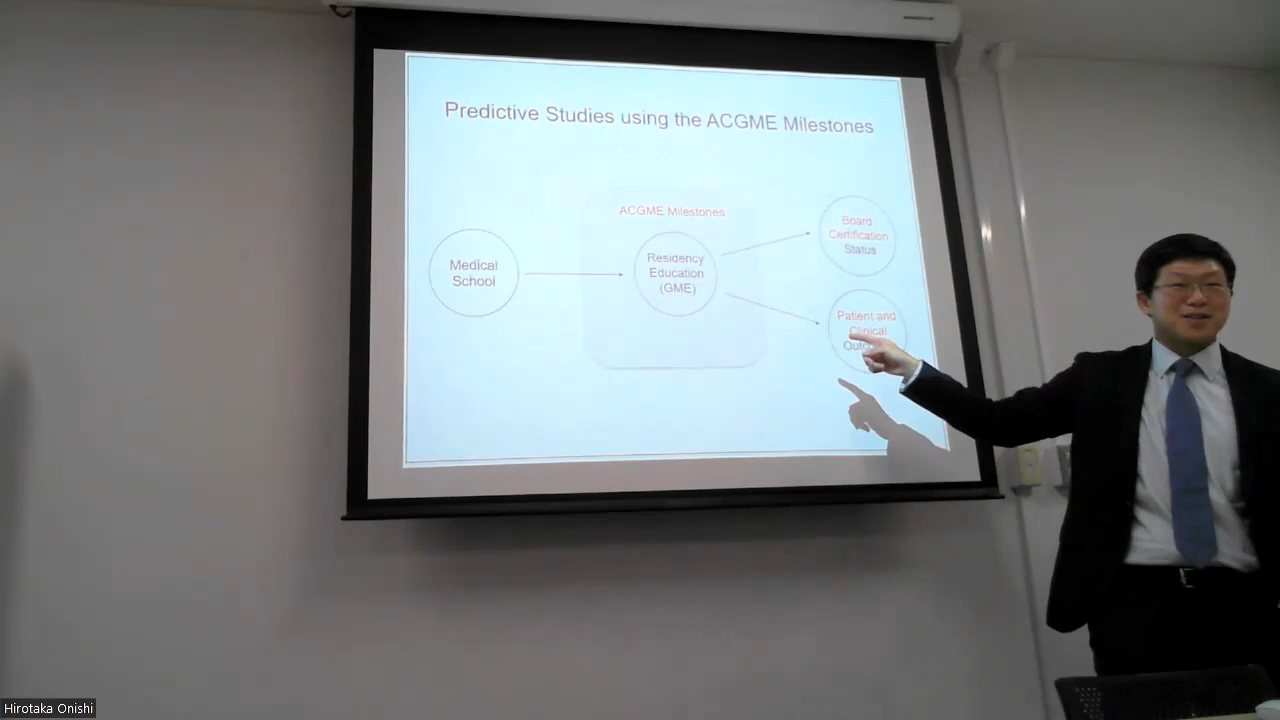 Predictive Studies using the ACGME Milestones
ACGME Milestones
Medical
School
Residency
Education
(GME)
Board
Certification
Status
Patient and
Clinical
Hirotaka Onishi